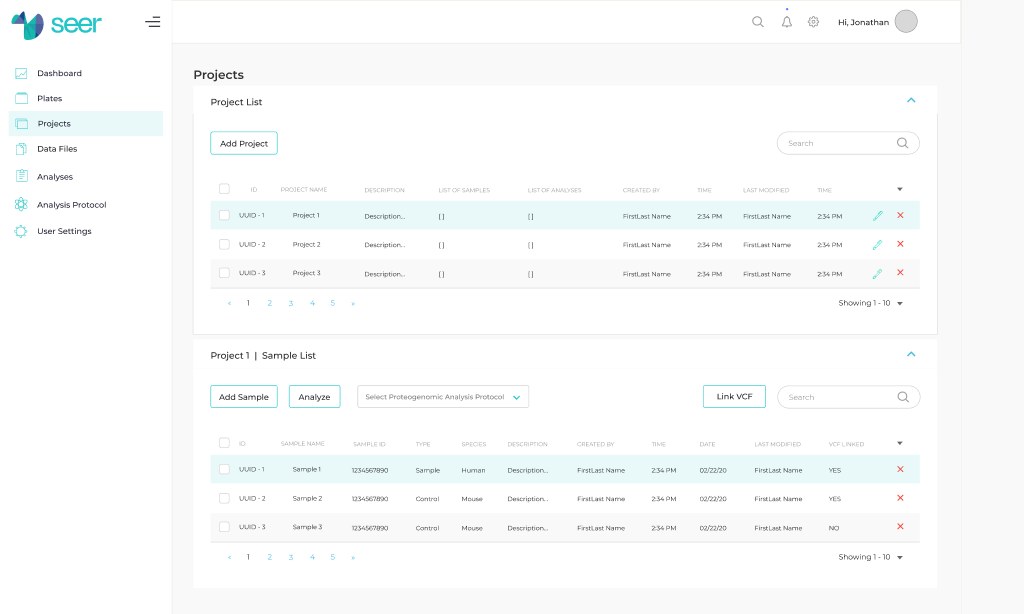 seer
Hi, Jonathan
Dashboard
Plates
Projects
Data Files
Analyses
Analysis Protocol
User Settings
Projects
Project List
Add Project
Search
ID PROJECT NAME DESCRIPTION LIST OF SAMPLES LIST OF ANALYSES CREATED BY TIME LAST MODIFIED TIME
UUID - 1 Project 1 Description... [ ] [ ] FirstLast Name 2:34 PM FirstLast Name 2:34 PM
UUID - 2 Project 2 Description... [ ] [ ] FirstLast Name 2:34 PM FirstLast Name 2:34 PM
UUID - 3 Project 3 Description... [ ] [ ] FirstLast Name 2:34 PM FirstLast Name 2:34 PM
« 1 2 3 4 5 »
Showing 1 - 10
Project 1 | Sample List
Add Sample Analyze Select Proteogenomic Analysis Protocol Link VCF Search
ID SAMPLE NAME SAMPLE ID TYPE SPECIES DESCRIPTION CREATED BY TIME DATE LAST MODIFIED VCF LINKED
UUID - 1 Sample 1 1234567890 Sample Human Description... FirstLast Name 2:34 PM 02/22/20 FirstLast Name YES
UUID - 2 Sample 2 1234567890 Control Mouse Description... FirstLast Name 2:34 PM 02/22/20 FirstLast Name YES
UUID - 3 Sample 3 1234567890 Control Mouse Description... FirstLast Name 2:34 PM 02/22/20 FirstLast Name NO
« 1 2 3 4 5 »
Showing 1 - 10